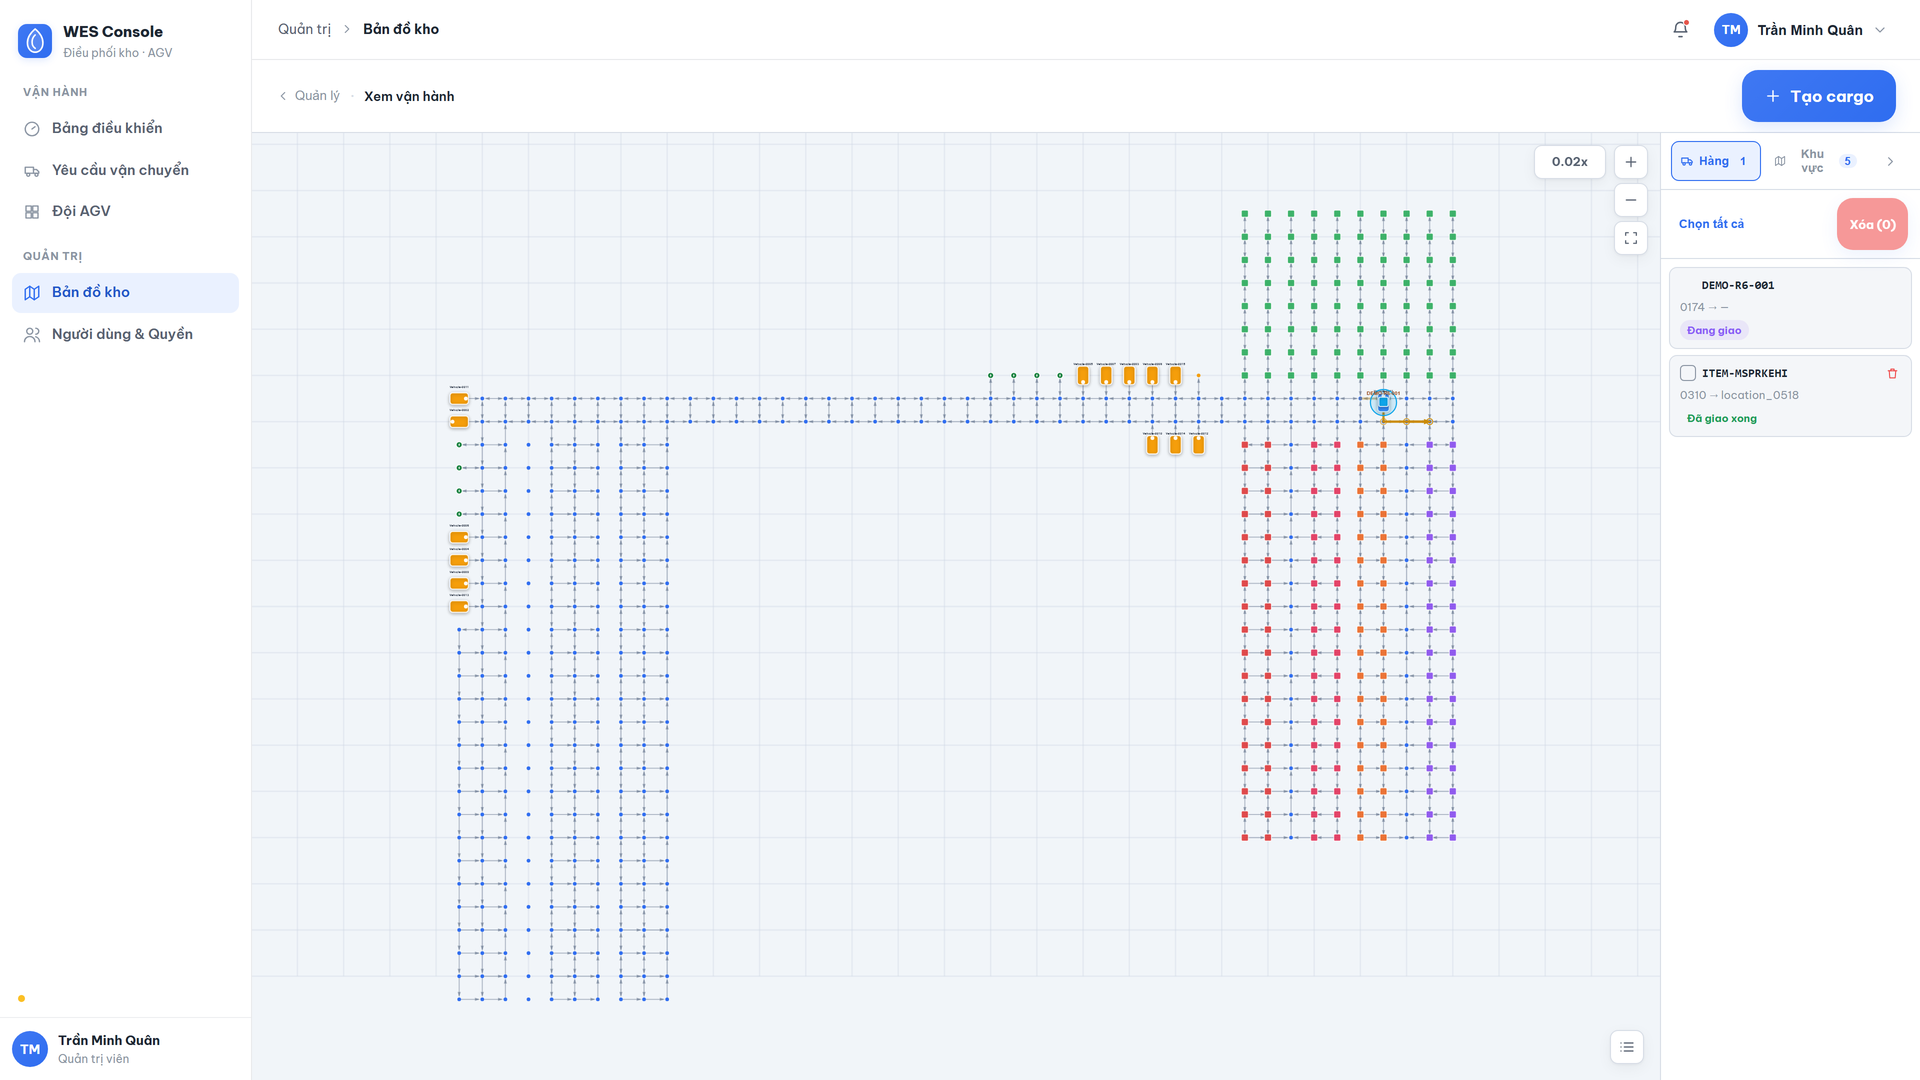 WES Console
Điều phối kho · AGV
VẬN HÀNH
Bảng điều khiển
Yêu cầu vận chuyển
Đội AGV
QUẢN TRỊ
Bản đồ kho
Người dùng & Quyền
TM
Trần Minh Quân
Quản trị viên
Quản trị
Bản đồ kho
TM
Trần Minh Quân
Quản lý · Xem vận hành
Tạo cargo
0.02x
Hàng 1
Khu vực 5
Chọn tất cả
Xóa (0)
DEMO-R6-001
0174 → —
Đang giao
ITEM-MSPRKEHI
0310 → location_0518
Đã giao xong